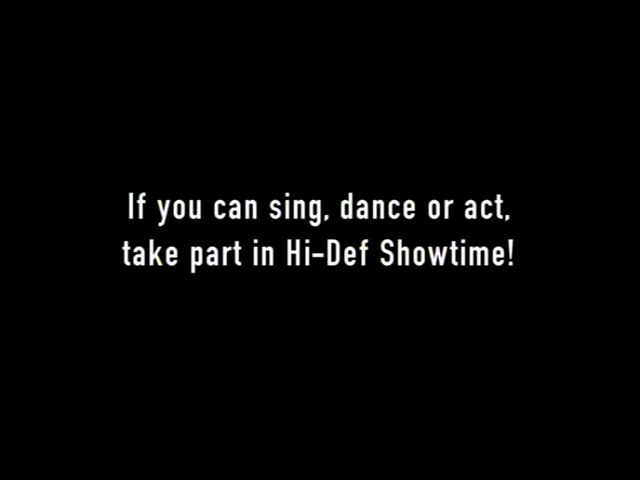 If you can sing, dance or act,
take part in Hi-Def Showtime!